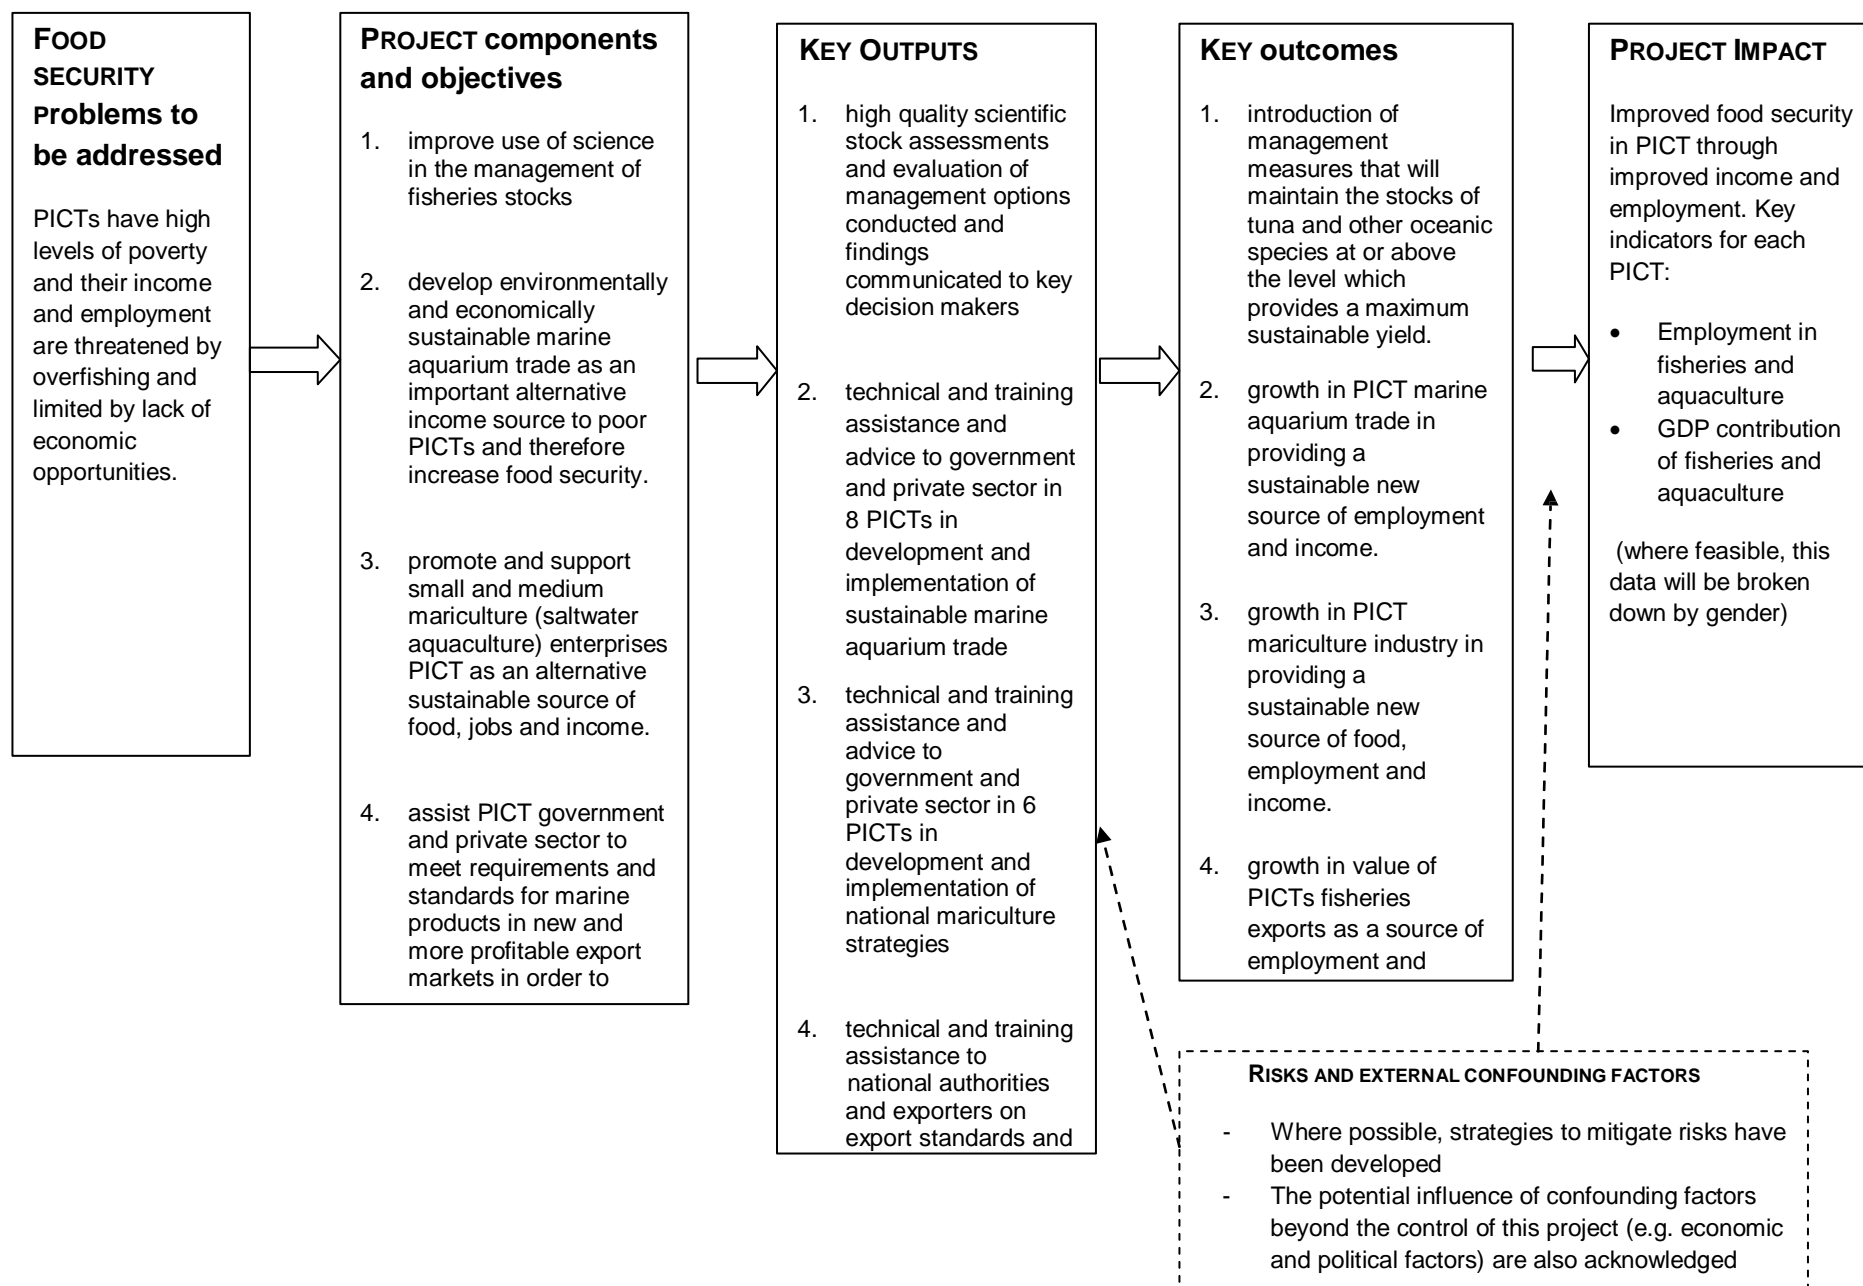 FOOD
SECURITY
Problems to
be addressed
PICTs have high
levels of poverty
and their income
and employment
are threatened by
overfishing and
limited by lack of
economic
opportunities.
PROJECT components
and objectives
1. improve use of science
in the management of
fisheries stocks
2. develop environmentally
and economically
sustainable marine
aquarium trade as an
important alternative
income source to poor
PICTs and therefore
increase food security.
3. promote and support
small and medium
mariculture (saltwater
aquaculture) enterprises
PICT as an alternative
sustainable source of
food, jobs and income.
4. assist PICT government
and private sector to
meet requirements and
standards for marine
products in new and
more profitable export
markets in order to
KEY OUTPUTS
1. high quality scientific
stock assessments
and evaluation of
management options
conducted and
findings
communicated to key
decision makers
2. technical and training
assistance and
advice to government
and private sector in
8 PICTs in
development and
implementation of
sustainable marine
aquarium trade
3. technical and training
assistance and
advice to
government and
private sector in 6
PICTs in
development and
implementation of
national mariculture
strategies
4. technical and training
assistance to
national authorities
and exporters on
export standards and
KEY outcomes
1. introduction of
management
measures that will
maintain the stocks of
tuna and other oceanic
species at or above
the level which
provides a maximum
sustainable yield.
2. growth in PICT marine
aquarium trade in
providing a
sustainable new
source of employment
and income.
3. growth in PICT
mariculture industry in
providing a
sustainable new
source of food,
employment and
income.
4. growth in value of
PICTs fisheries
exports as a source of
employment and
PROJECT IMPACT
Improved food security
in PICT through
improved income and
employment. Key
indicators for each
PICT:
• Employment in
fisheries and
aquaculture
• GDP contribution
of fisheries and
aquaculture
(where feasible, this
data will be broken
down by gender)
RISKS AND EXTERNAL CONFOUNDING FACTORS
- Where possible, strategies to mitigate risks have
been developed
- The potential influence of confounding factors
beyond the control of this project (e.g. economic
and political factors) are also acknowledged